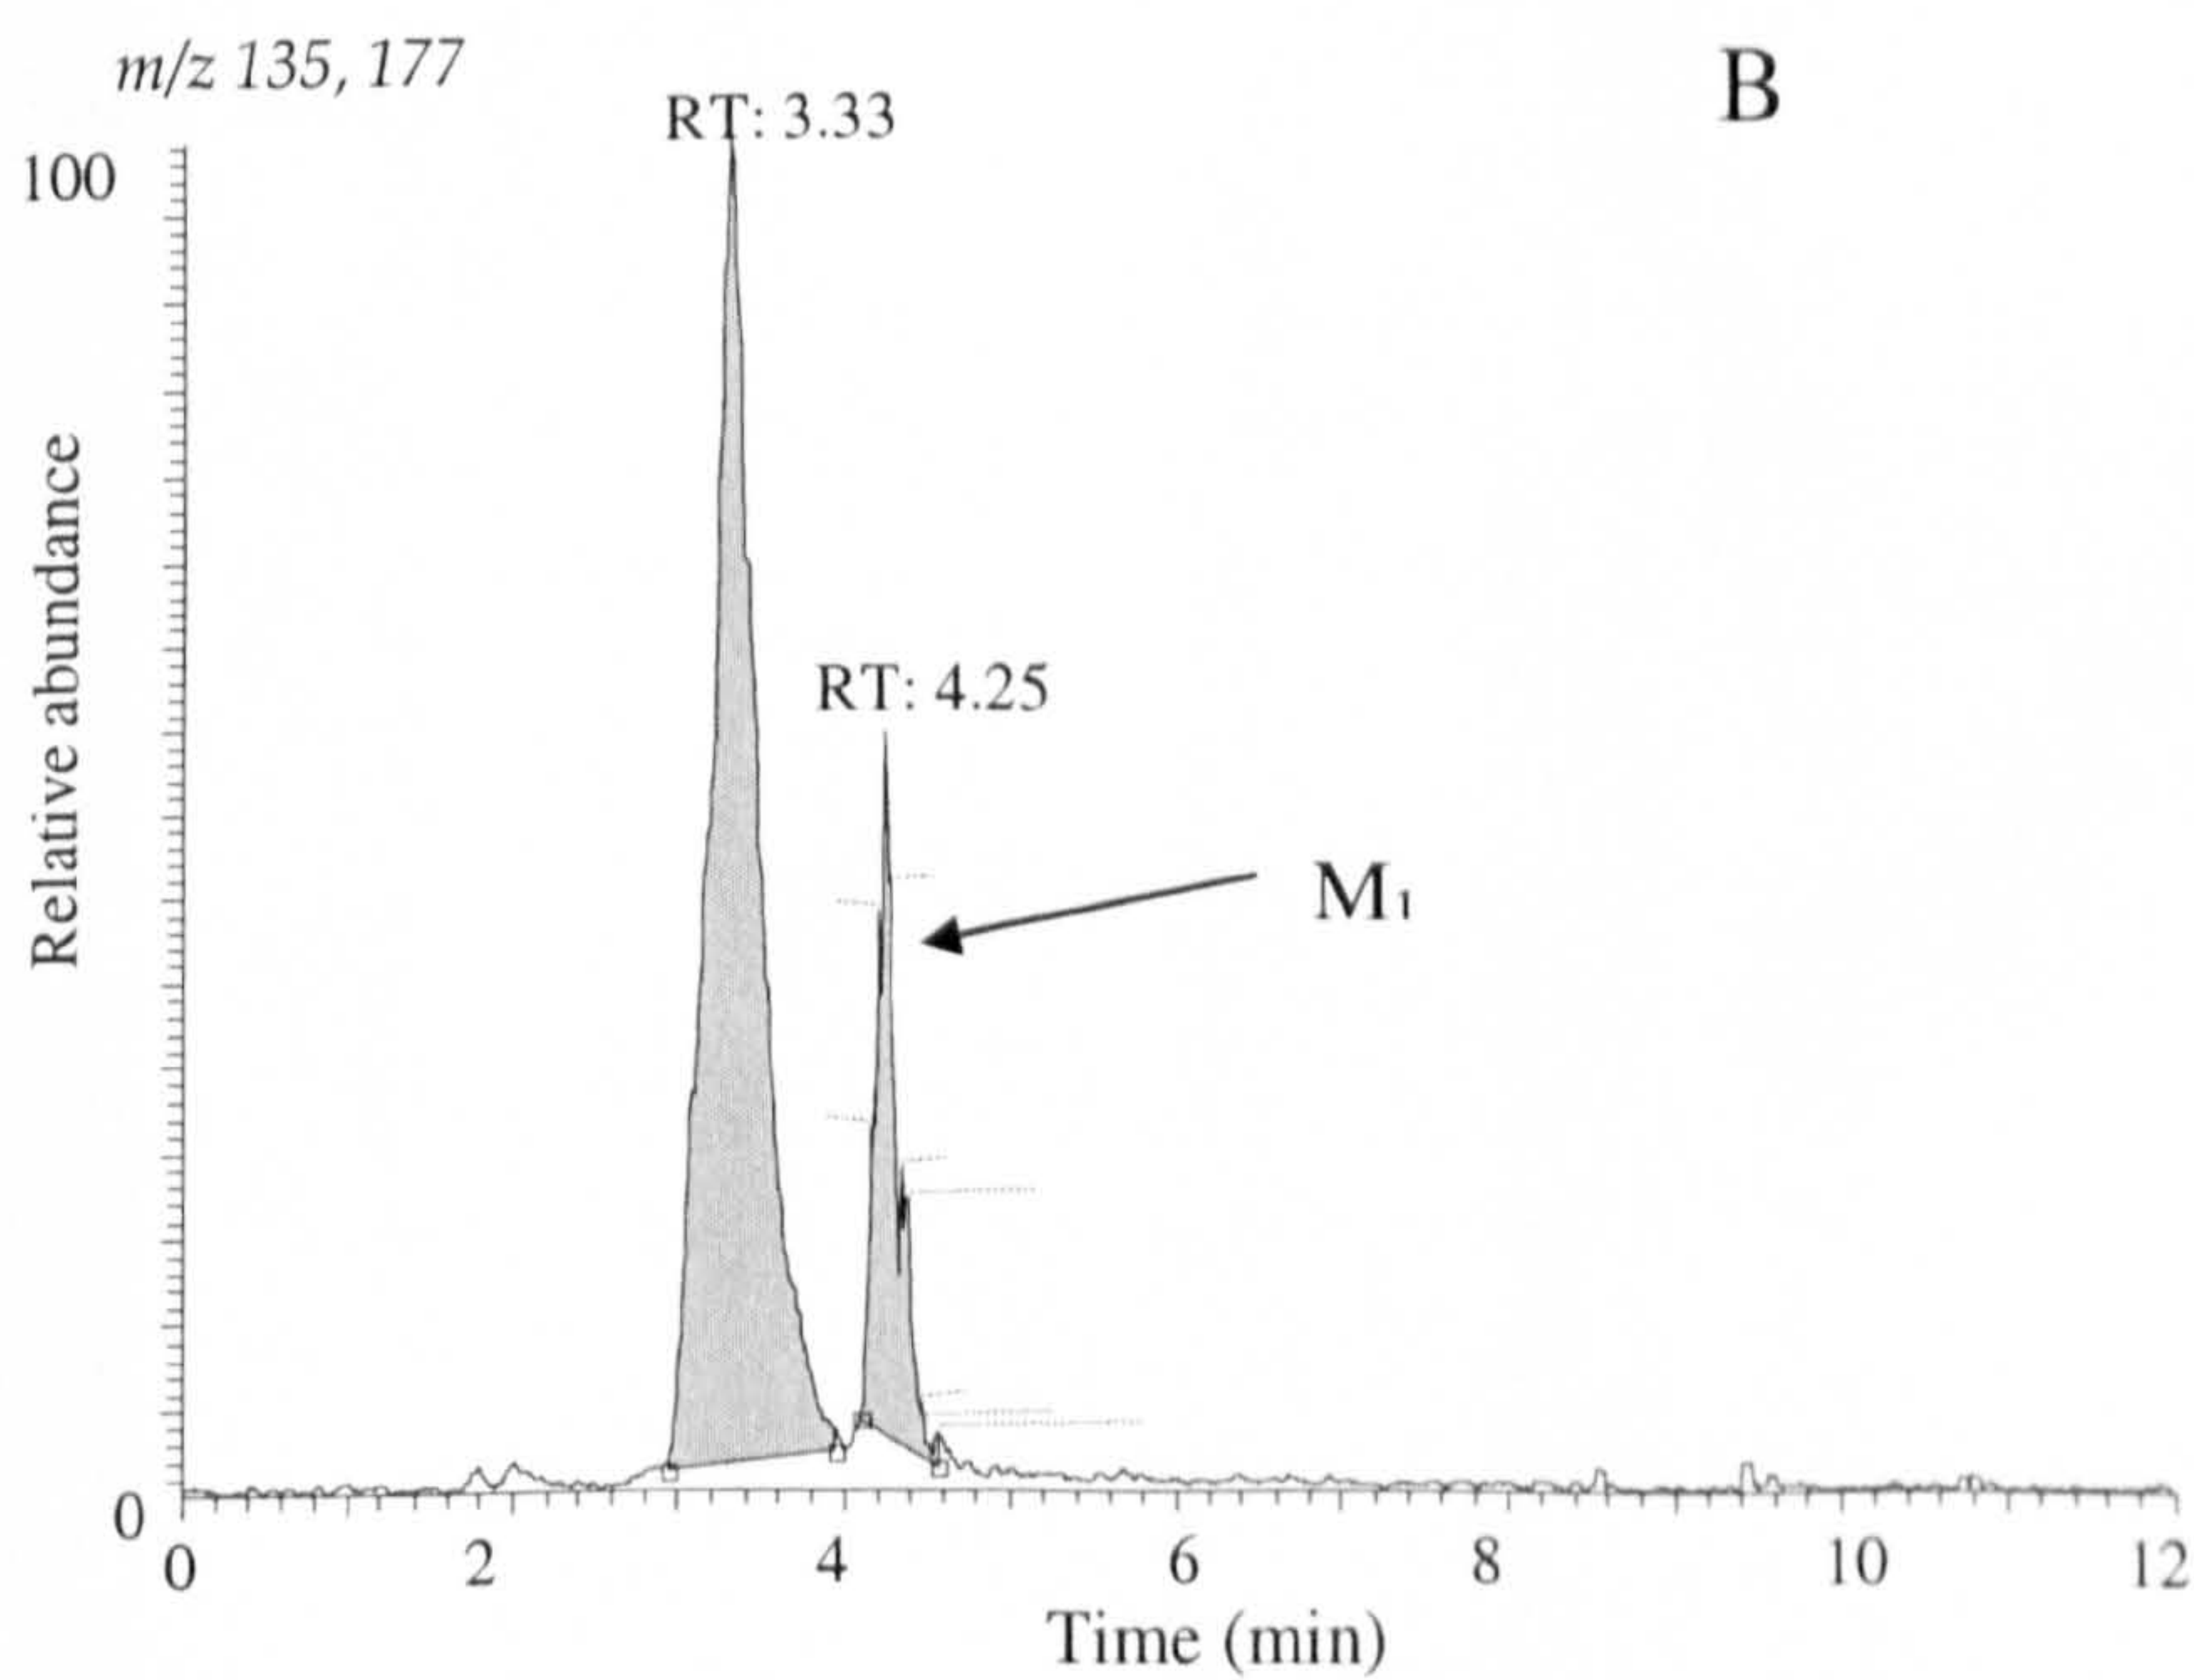 m/z 135, 177
B
RT: 3.33
100
RT: 4.25
M₁
Relative abundance
0
0 2 4 6 8 10 12
Time (min)